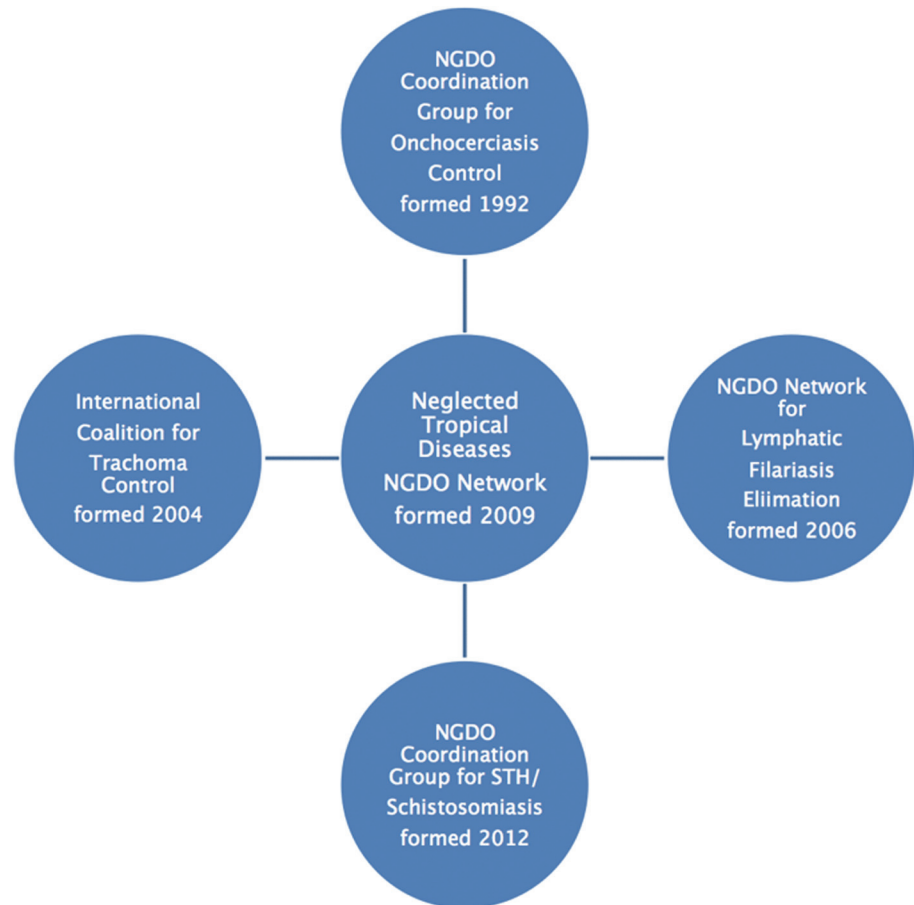 NGDO
Coordination
Group for
Onchocerciasis
Control
formed 1992
International
Coalition for
Trachoma
Control
formed 2004
Neglected
Tropical
Diseases
NGDO Network
formed 2009
NGDO Network
for
Lymphatic
Filariasis
Eliimation
formed 2006
NGDO
Coordination
Group for STH/
Schistosomiasis
formed 2012